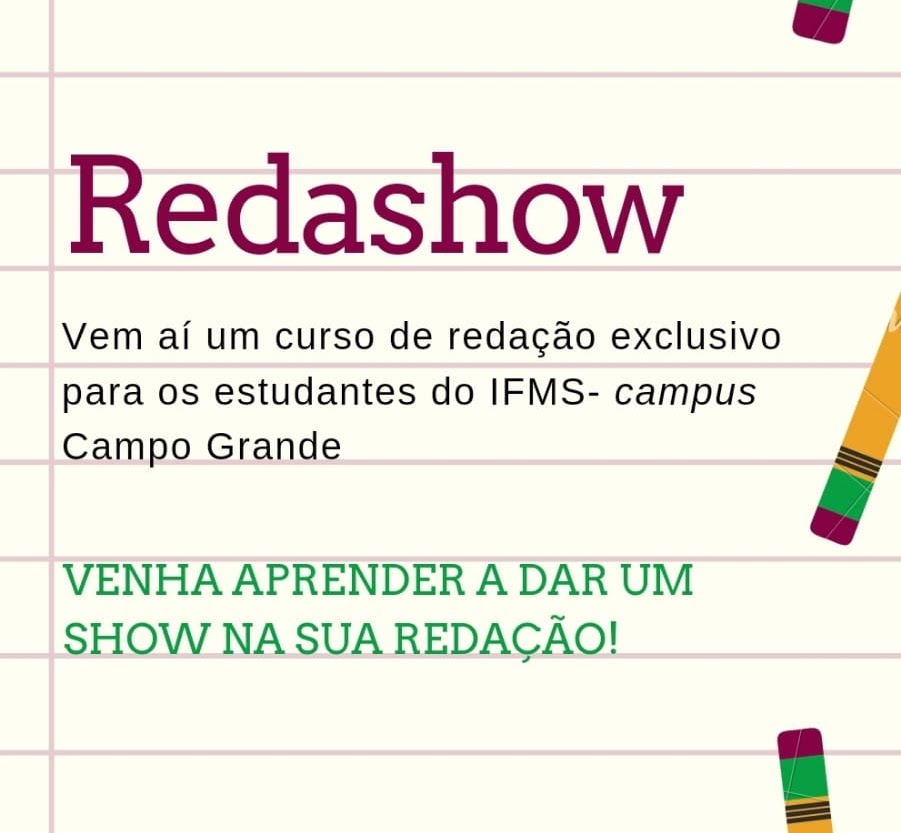 Redashow
Vem aí um curso de redação exclusivo
para os estudantes do IFMS- campus
Campo Grande
VENHA APRENDER A DAR UM
SHOW NA SUA REDAÇÃO!